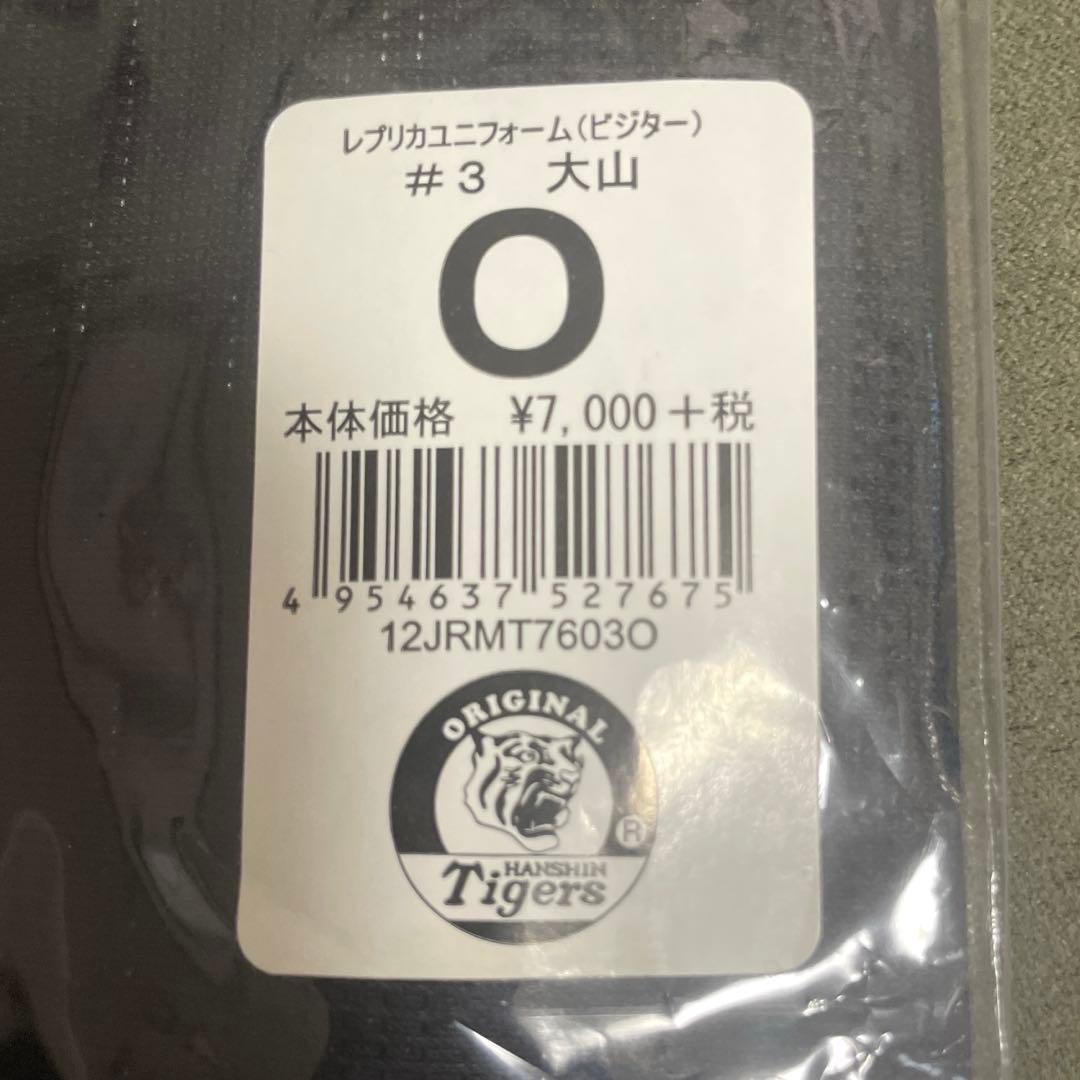 レプリカユニフォーム(ビジター)
#3 大山
O
本体価格 ¥7,000+税
4 954637 527675
12JRMT7603O
ORIGINAL
R
HANSHIN
Tigers